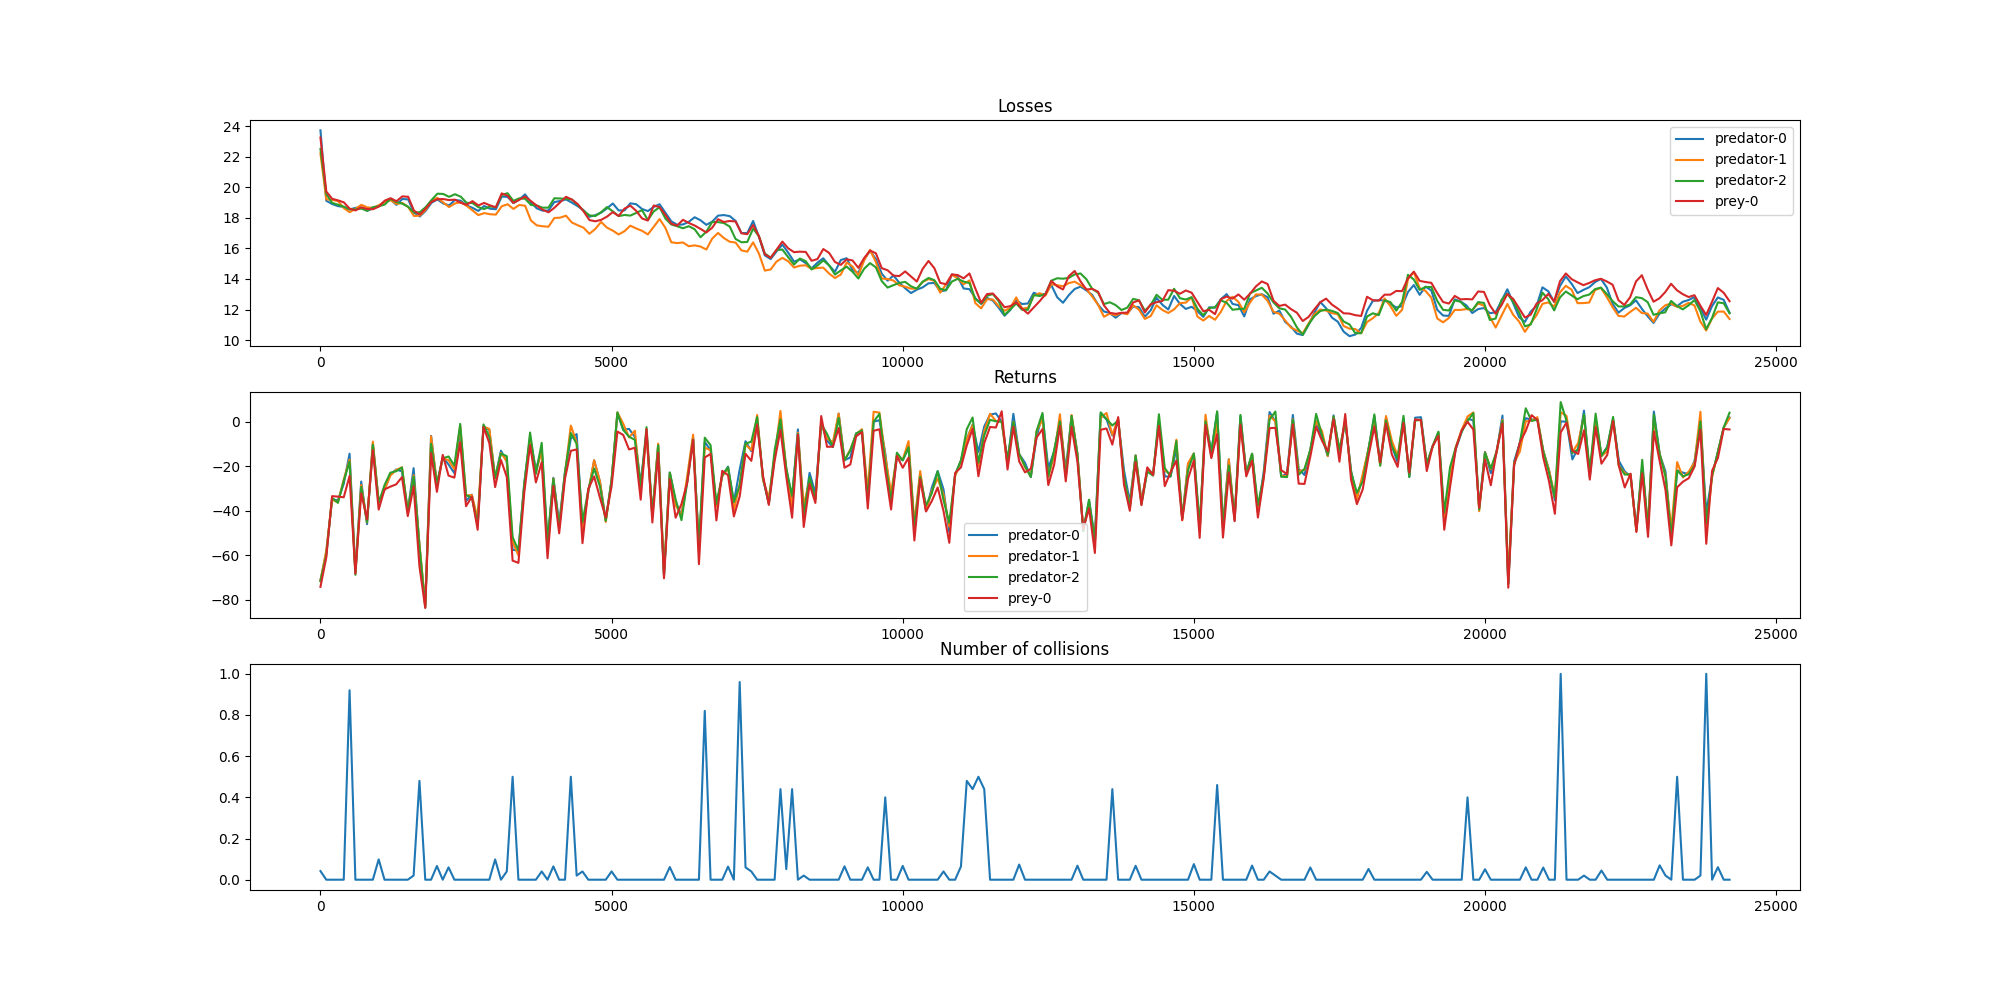 Losses
24
22
20
18
16
14
12
10
predator-0
predator-1
predator-2
prey-0
0 5000 10000 15000 20000 25000
Returns
0
−20
−40
−60
−80
predator-0
predator-1
predator-2
prey-0
0 5000 10000 15000 20000 25000
Number of collisions
1.0
0.8
0.6
0.4
0.2
0.0
0 5000 10000 15000 20000 25000